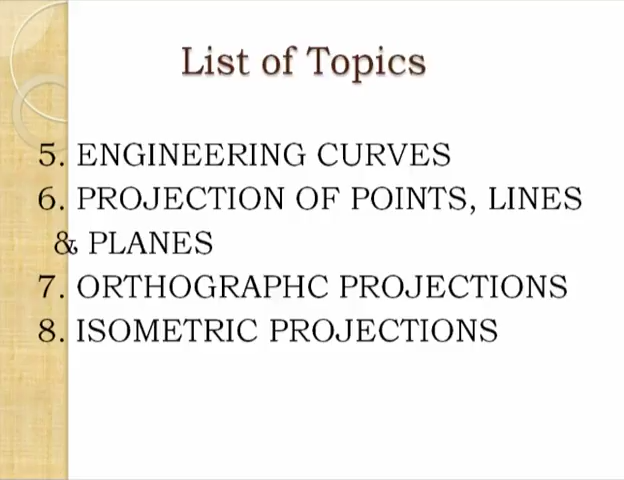 List of Topics
5. ENGINEERING CURVES
6. PROJECTION OF POINTS, LINES
& PLANES
7. ORTHOGRAPHC PROJECTIONS
8. ISOMETRIC PROJECTIONS